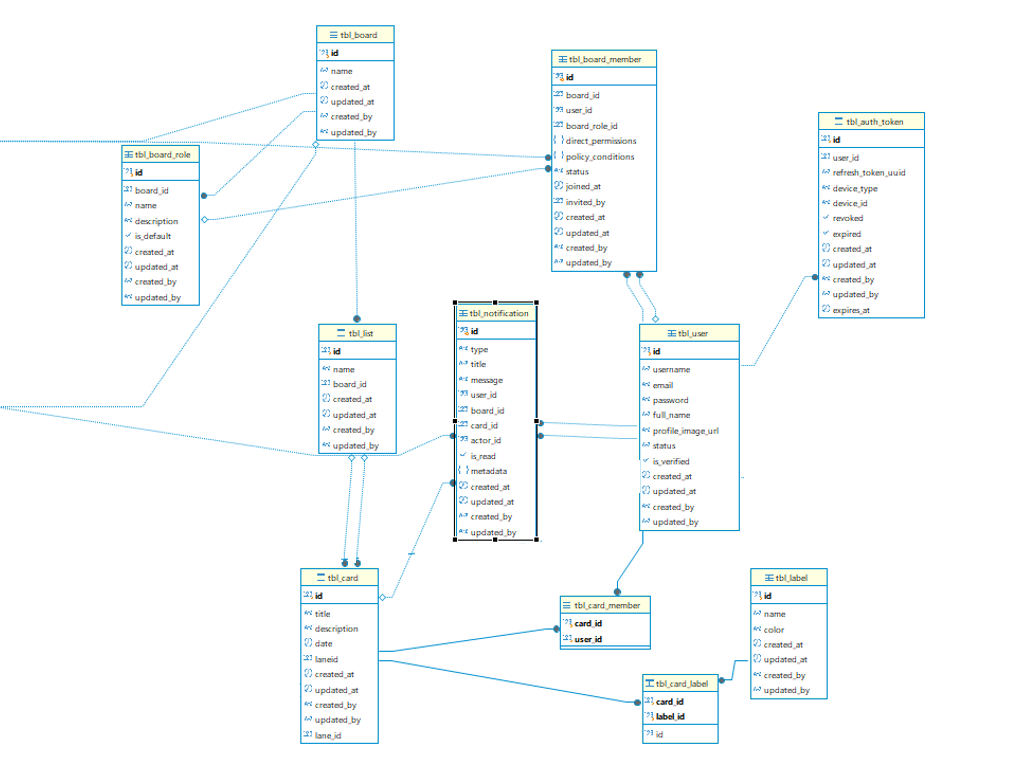 tbl_board
id
name
created_at
updated_at
created_by
updated_by
tbl_board_member
id
board_id
user_id
board_role_id
direct_permissions
policy_conditions
status
joined_at
invited_by
created_at
updated_at
created_by
updated_by
tbl_auth_token
id
user_id
refresh_token_uuid
device_type
device_id
revoked
expired
created_at
updated_at
created_by
updated_by
expires_at
tbl_board_role
id
board_id
name
description
is_default
created_at
updated_at
created_by
updated_by
tbl_list
id
name
board_id
created_at
updated_at
created_by
updated_by
tbl_notification
id
type
title
message
user_id
board_id
card_id
actor_id
is_read
metadata
created_at
updated_at
created_by
updated_by
tbl_user
id
username
email
password
full_name
profile_image_url
status
is_verified
created_at
updated_at
created_by
updated_by
tbl_card
id
title
description
date
laneid
created_at
updated_at
created_by
updated_by
lane_id
tbl_card_member
card_id
user_id
tbl_card_label
card_id
label_id
id
tbl_label
id
name
color
created_at
updated_at
created_by
updated_by